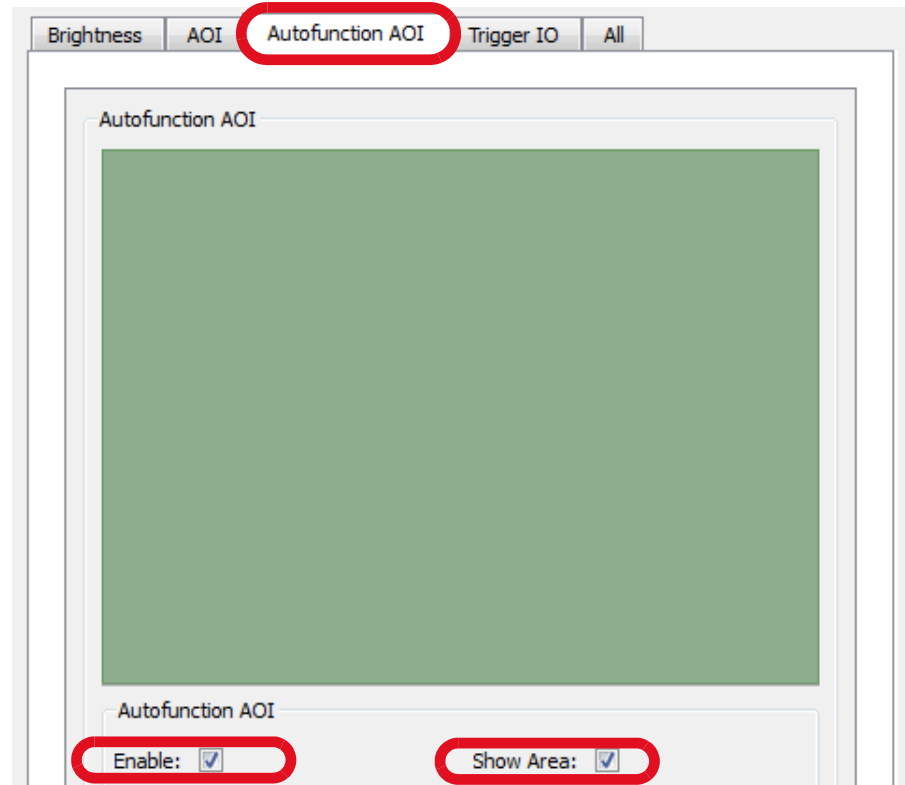 Brightness AOI Autofunction AOI Trigger IO All
Autofunction AOI
Autofunction AOI
Enable: Show Area: